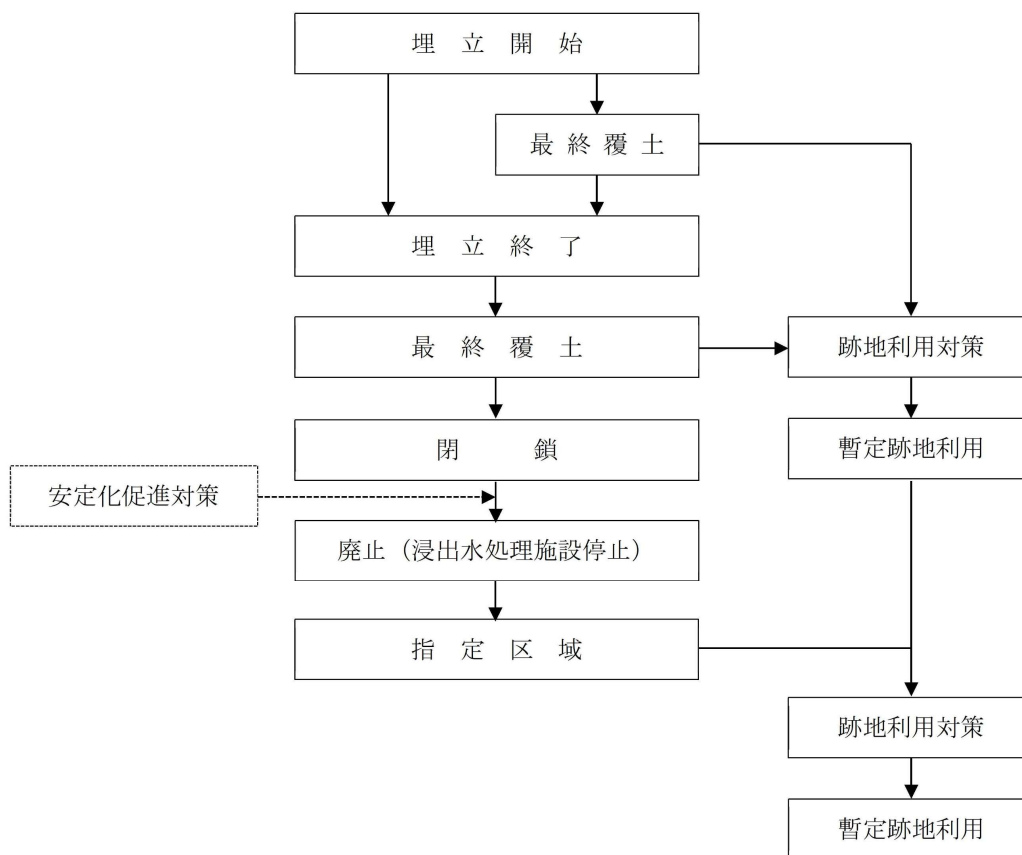 埋立開始
最終覆土
埋立終了
最終覆土
跡地利用対策
閉鎖
暫定跡地利用
安定化促進対策
廃止（浸出水処理施設停止）
指定区域
跡地利用対策
暫定跡地利用